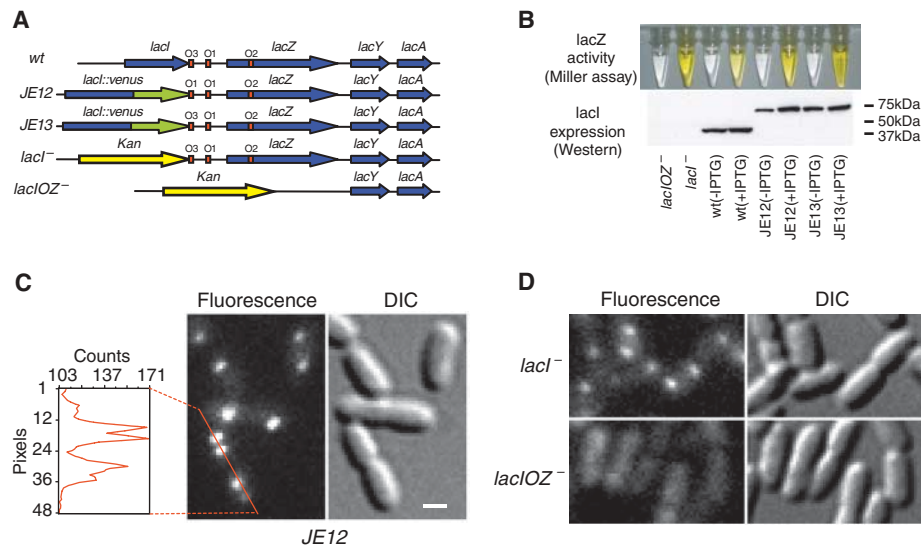 A
lacI O3 O1 O2 lacZ lacY lacA
wt
lacI::venus O3 O1 O2 lacZ lacY lacA
JE12
lacI::venus O3 O1 O2 lacZ lacY lacA
JE13
Kan O3 O1 O2 lacZ lacY lacA
lacI−
Kan lacY lacA
lacIOZ−
B
lacZ
activity
(Miller assay)
lacI
expression
(Western)
75kDa
50kDa
37kDa
lacIOZ−
lacI−
wt(-IPTG)
wt(+IPTG)
JE12(-IPTG)
JE12(+IPTG)
JE13(-IPTG)
JE13(+IPTG)
C
Fluorescence DIC
Counts
103 137 171
Pixels
1
12
24
36
48
JE12
D
Fluorescence DIC
lacI−
lacIOZ−